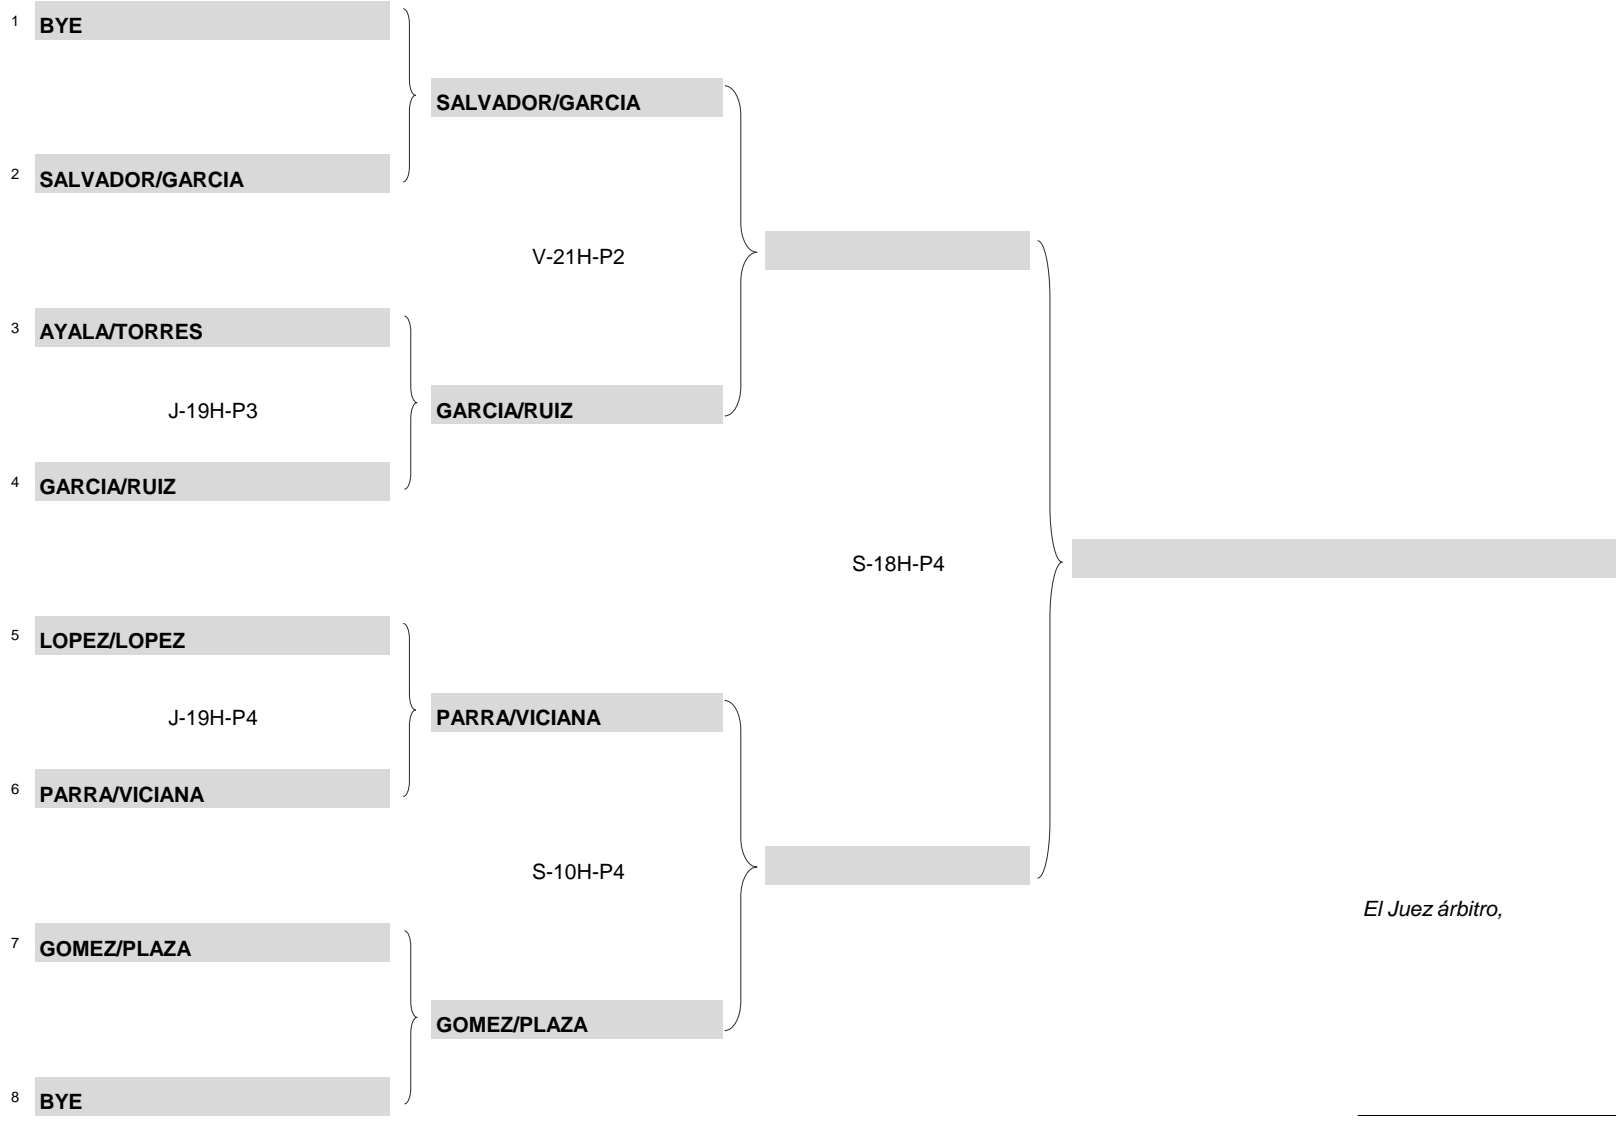 1 BYE
SALVADOR/GARCIA
2 SALVADOR/GARCIA
V-21H-P2
3 AYALA/TORRES
J-19H-P3
GARCIA/RUIZ
4 GARCIA/RUIZ
S-18H-P4
5 LOPEZ/LOPEZ
J-19H-P4
PARRA/VICIANA
6 PARRA/VICIANA
S-10H-P4
El Juez árbitro,
7 GOMEZ/PLAZA
GOMEZ/PLAZA
8 BYE